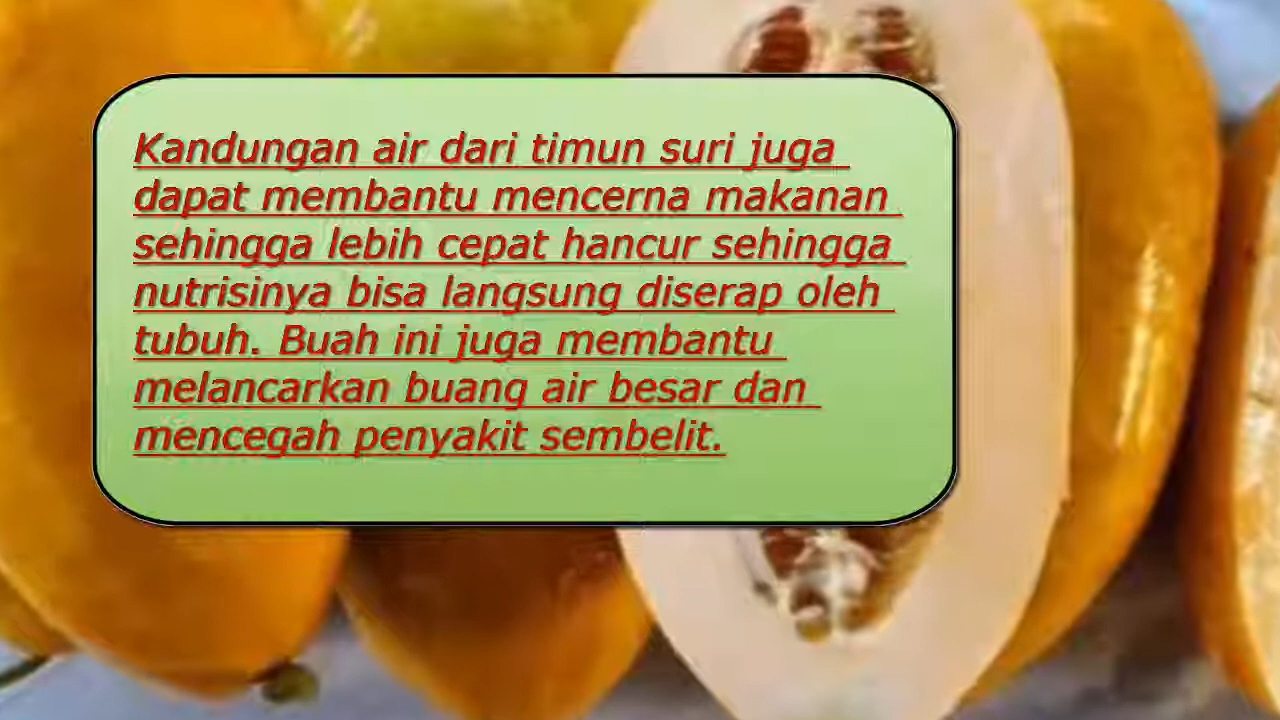 Kandungan air dari timun suri juga
dapat membantu mencerna makanan
sehingga lebih cepat hancur sehingga
nutrisinya bisa langsung diserap oleh
tubuh. Buah ini juga membantu
melancarkan buang air besar dan
mencegah penyakit sembelit.